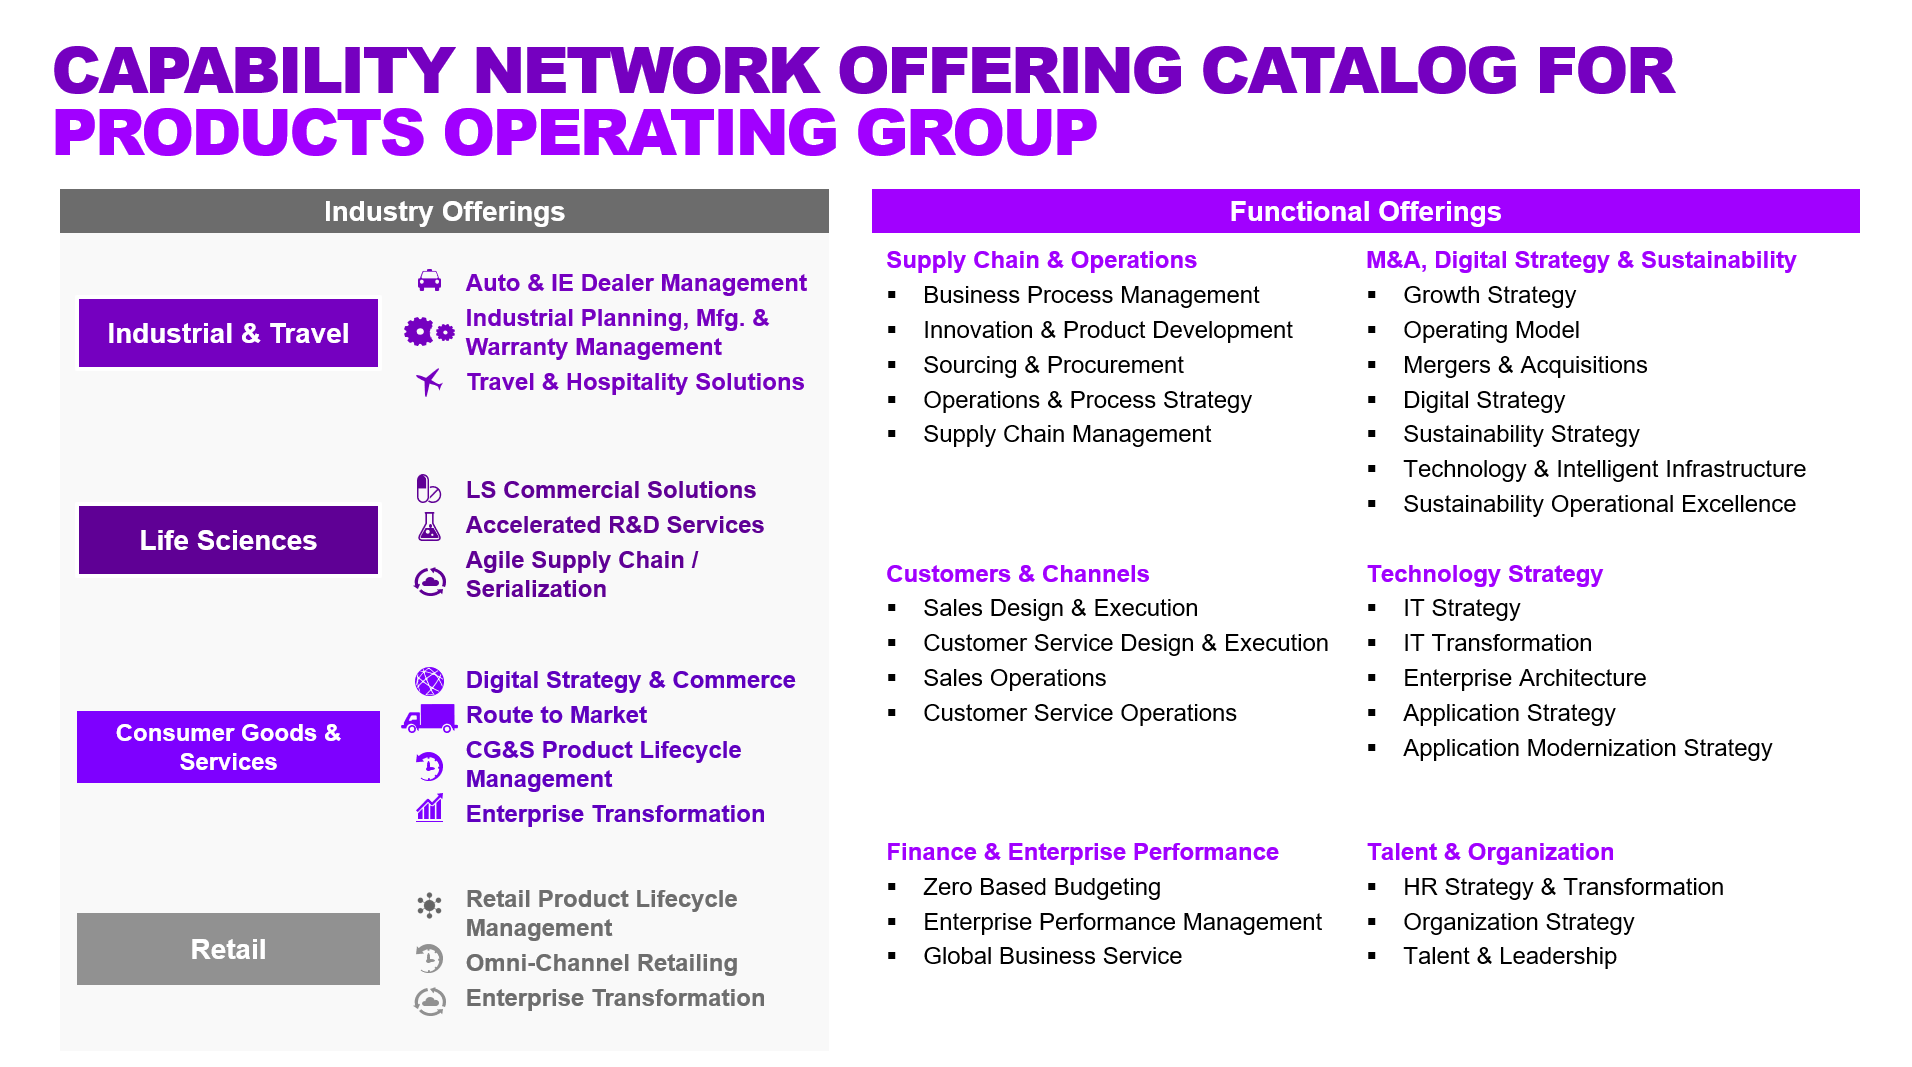 CAPABILITY NETWORK OFFERING CATALOG FOR
PRODUCTS OPERATING GROUP
Industry Offerings
Industrial & Travel
Auto & IE Dealer Management
Industrial Planning, Mfg. &
Warranty Management
Travel & Hospitality Solutions
Life Sciences
LS Commercial Solutions
Accelerated R&D Services
Agile Supply Chain /
Serialization
Consumer Goods &
Services
Digital Strategy & Commerce
Route to Market
CG&S Product Lifecycle
Management
Enterprise Transformation
Retail
Retail Product Lifecycle
Management
Omni-Channel Retailing
Enterprise Transformation
Functional Offerings
Supply Chain & Operations
▪ Business Process Management
▪ Innovation & Product Development
▪ Sourcing & Procurement
▪ Operations & Process Strategy
▪ Supply Chain Management
M&A, Digital Strategy & Sustainability
▪ Growth Strategy
▪ Operating Model
▪ Mergers & Acquisitions
▪ Digital Strategy
▪ Sustainability Strategy
▪ Technology & Intelligent Infrastructure
▪ Sustainability Operational Excellence
Customers & Channels
▪ Sales Design & Execution
▪ Customer Service Design & Execution
▪ Sales Operations
▪ Customer Service Operations
Technology Strategy
▪ IT Strategy
▪ IT Transformation
▪ Enterprise Architecture
▪ Application Strategy
▪ Application Modernization Strategy
Finance & Enterprise Performance
▪ Zero Based Budgeting
▪ Enterprise Performance Management
▪ Global Business Service
Talent & Organization
▪ HR Strategy & Transformation
▪ Organization Strategy
▪ Talent & Leadership